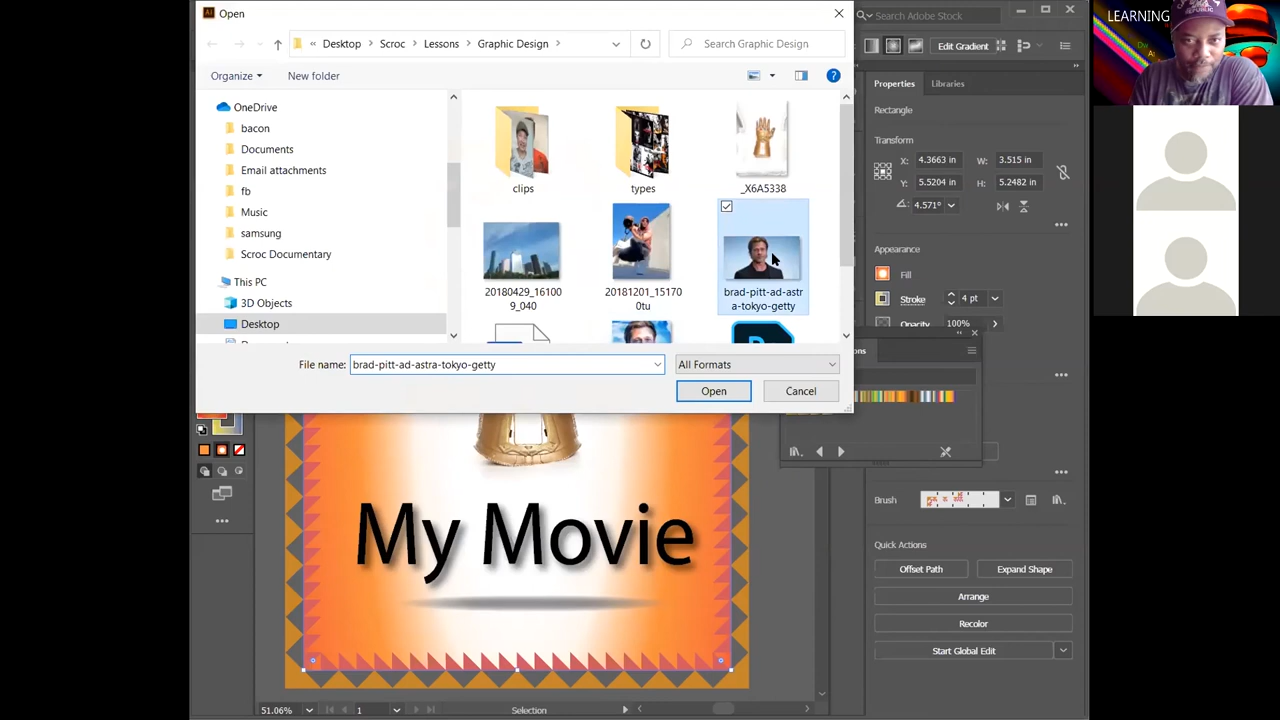 Open
Search Adobe Stock
LEARNING
« Desktop > Scroc > Lessons > Graphic Design >
Search Graphic Design
Edit Gradient
Organize
New folder
Properties
Libraries
OneDrive
bacon
Documents
Email attachments
fb
Music
samsung
Scroc Documentary
This PC
3D Objects
Desktop
clips
types
_X6A5338
20180429_16100
9_040
20181201_15170
0tu
brad-pitt-ad-astr
a-tokyo-getty
Rectangle
Transform
X: 4.3663 in
W: 3.515 in
Y: 5.5204 in
H: 5.2482 in
4.571°
Appearance
Fill
Stroke
4 pt
Opacity
100%
File name:
brad-pitt-ad-astra-tokyo-getty
All Formats
Open
Cancel
My Movie
Brush
Quick Actions
Offset Path
Expand Shape
Arrange
Recolor
Start Global Edit
51.06%
1
Selection